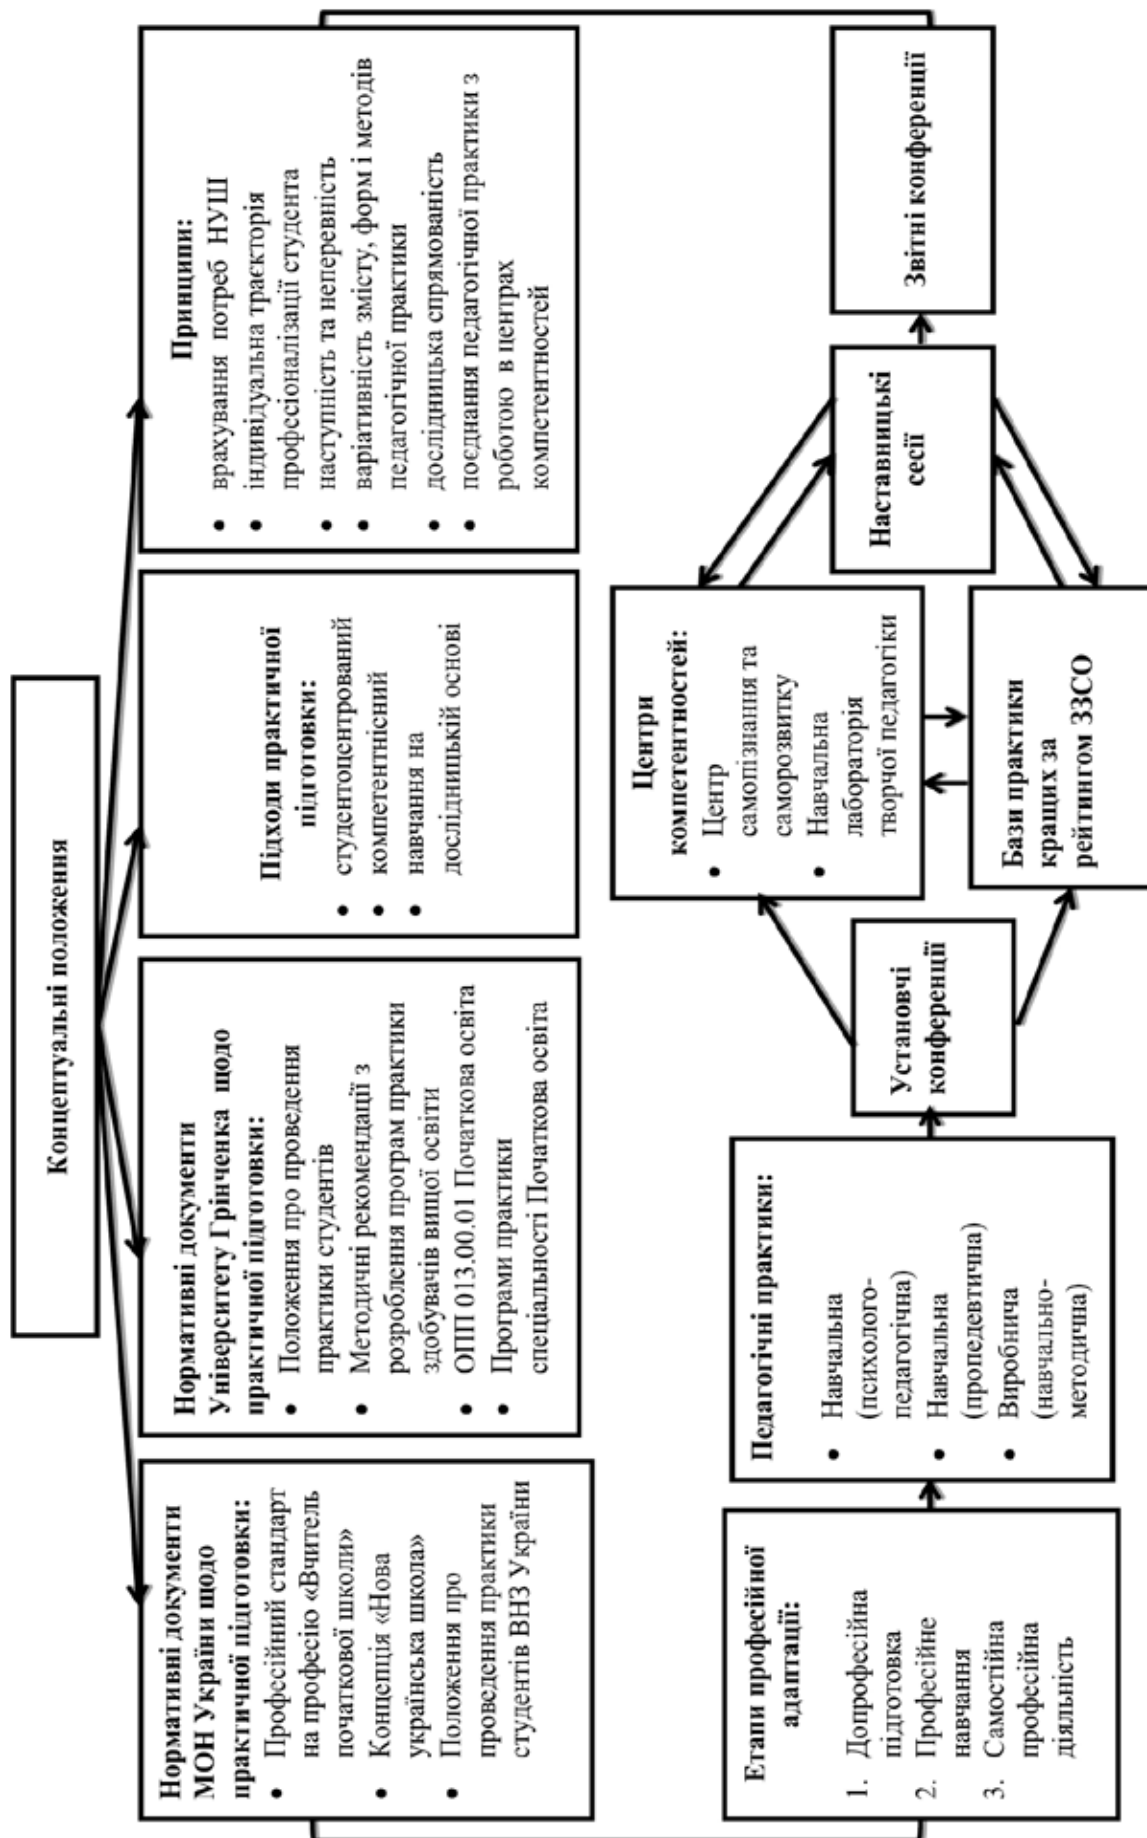 Концептуальні положення
Нормативні документи
МОН України щодо
практичної підготовки:
• Професійний стандарт
на професію «Вчитель
початкової школи»
• Концепція «Нова
українська школа»
• Положення про
проведення практики
студентів ВНЗ України
Нормативні документи
Університету Грінченка щодо
практичної підготовки:
• Положення про проведення
практики студентів
• Методичні рекомендації з
розроблення програм практики
здобувачів вищої освіти
• ОПП 013.00.01 Початкова освіта
• Програми практики
спеціальності Початкова освіта
Підходи практичної
підготовки:
• студентоцентрований
• компетентнісний
• навчання на
дослідницькій основі
Принципи:
• врахування потреб НУШ
• індивідуальна траєкторія
професіоналізації студента
• наступність та неперевність
• варіативність змісту, форм і методів
педагогічної практики
• дослідницька спрямованість
• поєднання педагогічної практики з
роботою в центрах
компетентностей
Етапи професійної
адаптації:
1. Допрофесійна
підготовка
2. Професійне
навчання
3. Самостійна
професійна
діяльність
Педагогічні практики:
• Навчальна
(психолого-
педагогічна)
• Навчальна
(пропедевтична)
• Виробнича
(навчально-
методична)
Установчі
конференції
Центри
компетентностей:
• Центр
самопізнання та
саморозвитку
• Навчальна
лабораторія
творчої педагогіки
Бази практики
кращих за
рейтингом ЗЗСО
Наставницькі
сесії
Звітні конференції